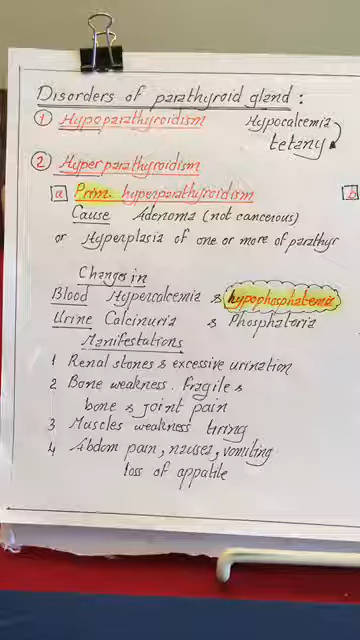 Disorders of parathyroid gland :
① Hypoparathyroidism Hypocalcemia
tetany
② Hyperparathyroidism
a Prim. hyperparathyroidism b
Cause Adenoma (not cancerous)
or Hyperplasia of one or more of parathyr
Changes in
Blood Hypercalcemia & hypophosphatemia
Urine Calcinuria & Phosphatoria
Manifestations
1 Renal stones & excessive urination
2 Bone weakness. Fragile &
bone & joint pain
3 Muscles weakness tiring
4 Abdom pain, nausea, vomiting
loss of appatite